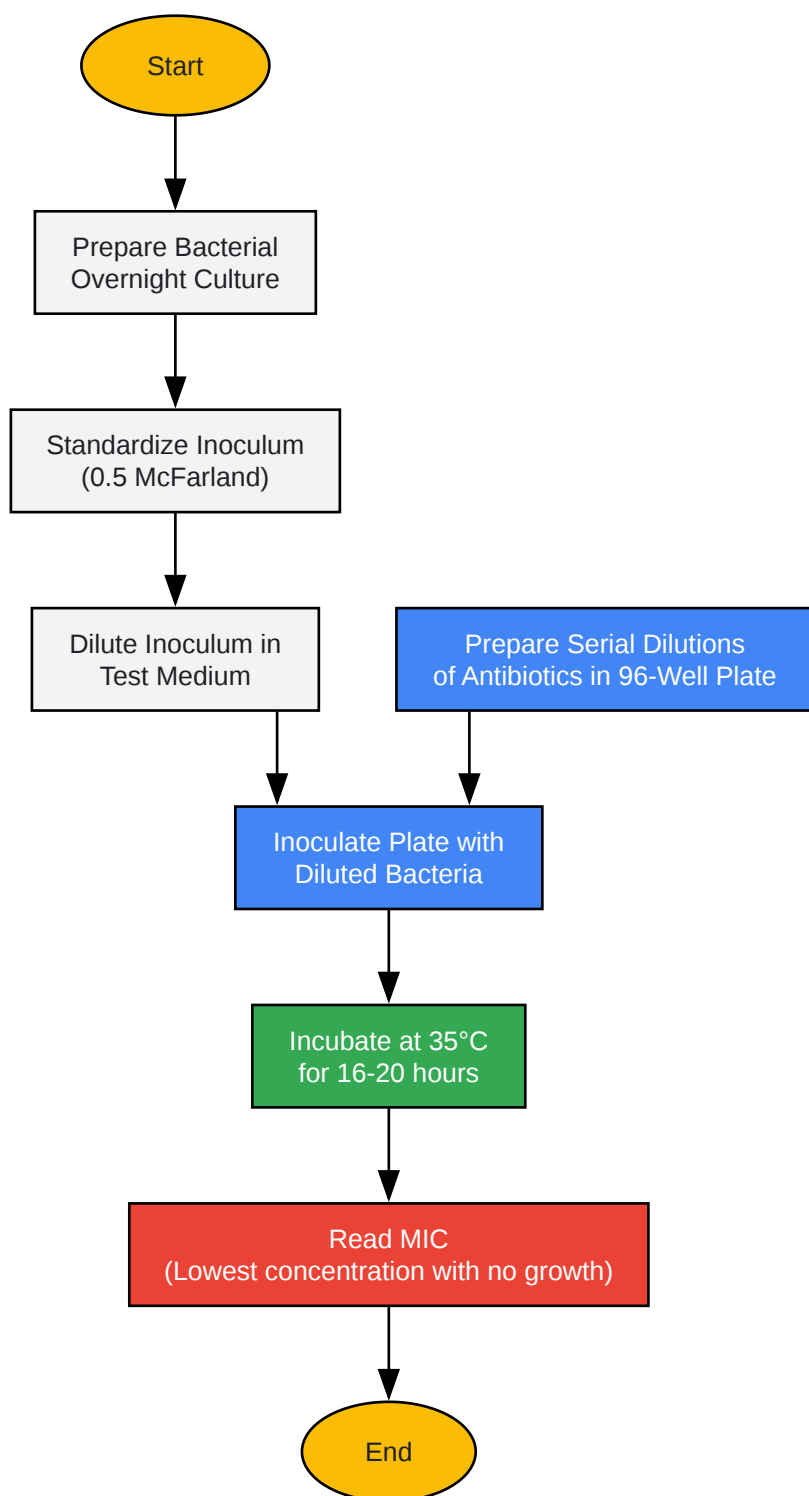 Start
Prepare Bacterial
Overnight Culture
Standardize Inoculum
(0.5 McFarland)
Dilute Inoculum in
Test Medium
Prepare Serial Dilutions
of Antibiotics in 96-Well Plate
Inoculate Plate with
Diluted Bacteria
Incubate at 35°C
for 16-20 hours
Read MIC
(Lowest concentration with no growth)
End